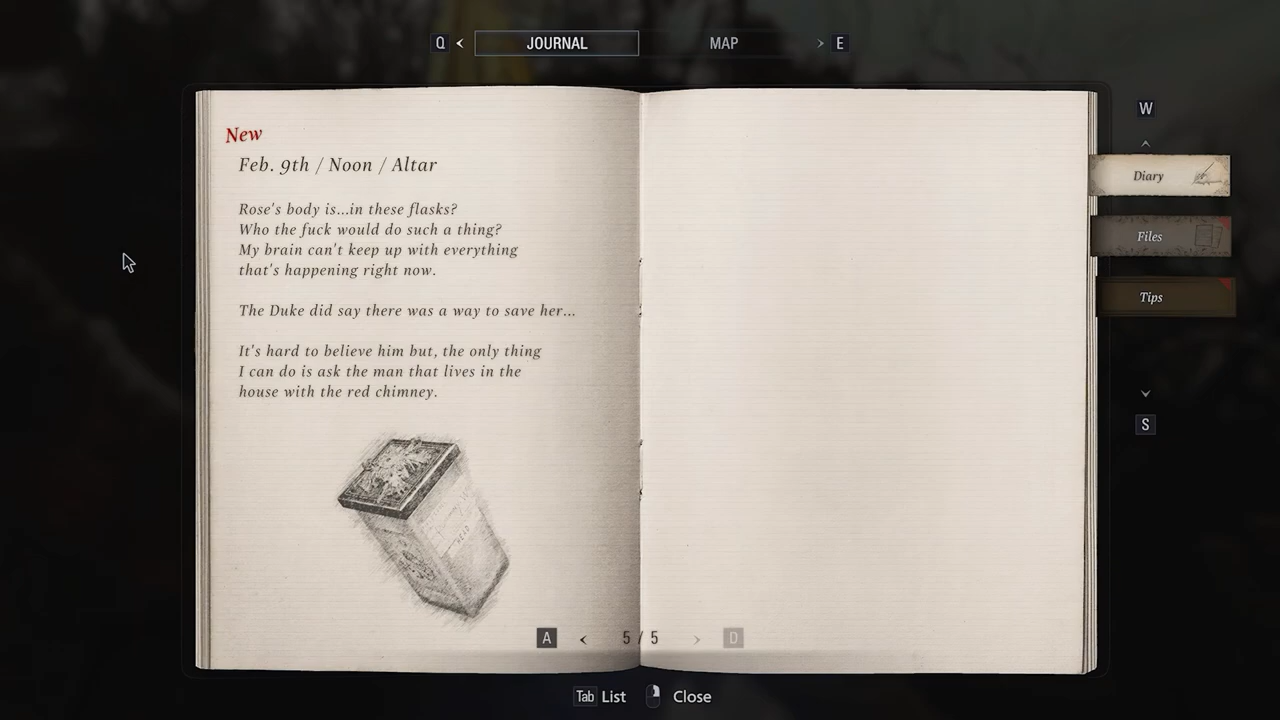 Q
JOURNAL
MAP
E
New
Feb. 9th / Noon / Altar
Rose's body is...in these flasks?
Who the fuck would do such a thing?
My brain can't keep up with everything
that's happening right now.
The Duke did say there was a way to save her...
It's hard to believe him but, the only thing
I can do is ask the man that lives in the
house with the red chimney.
W
Diary
Files
Tips
S
A
5 / 5
D
Tab List
Close